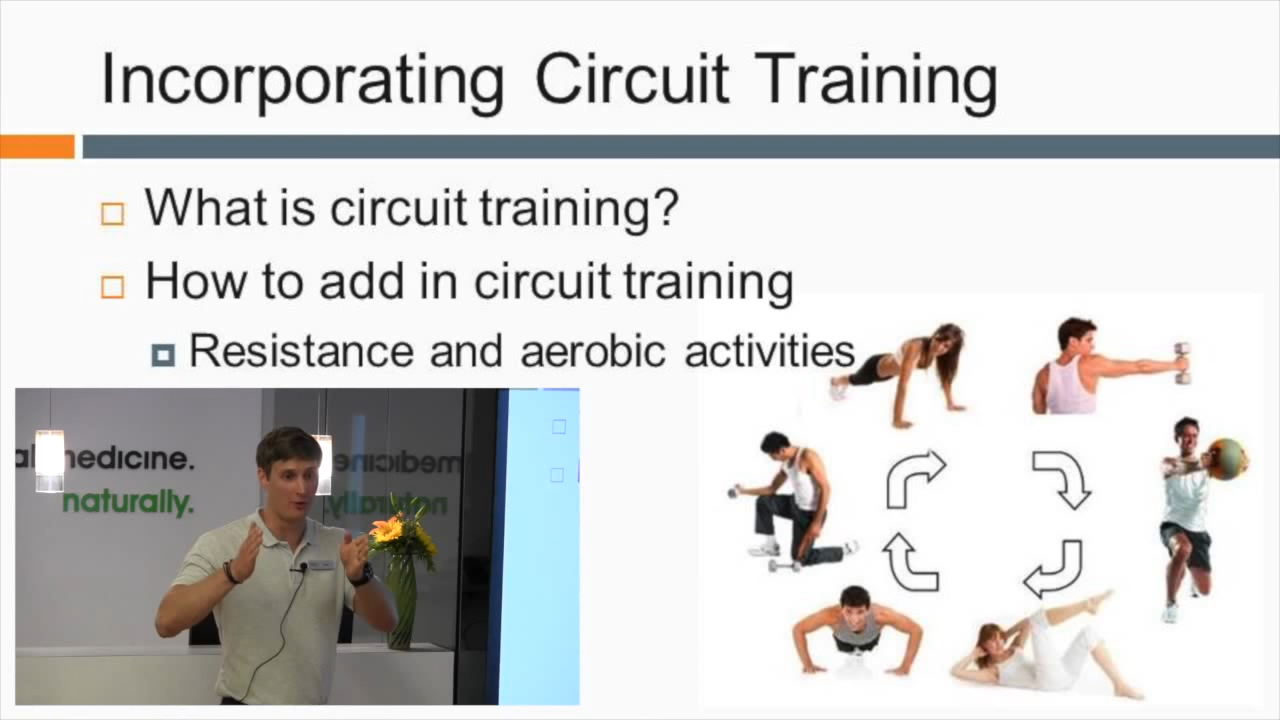 Incorporating Circuit Training
What is circuit training?
How to add in circuit training
Resistance and aerobic activities
medicine.
naturally.